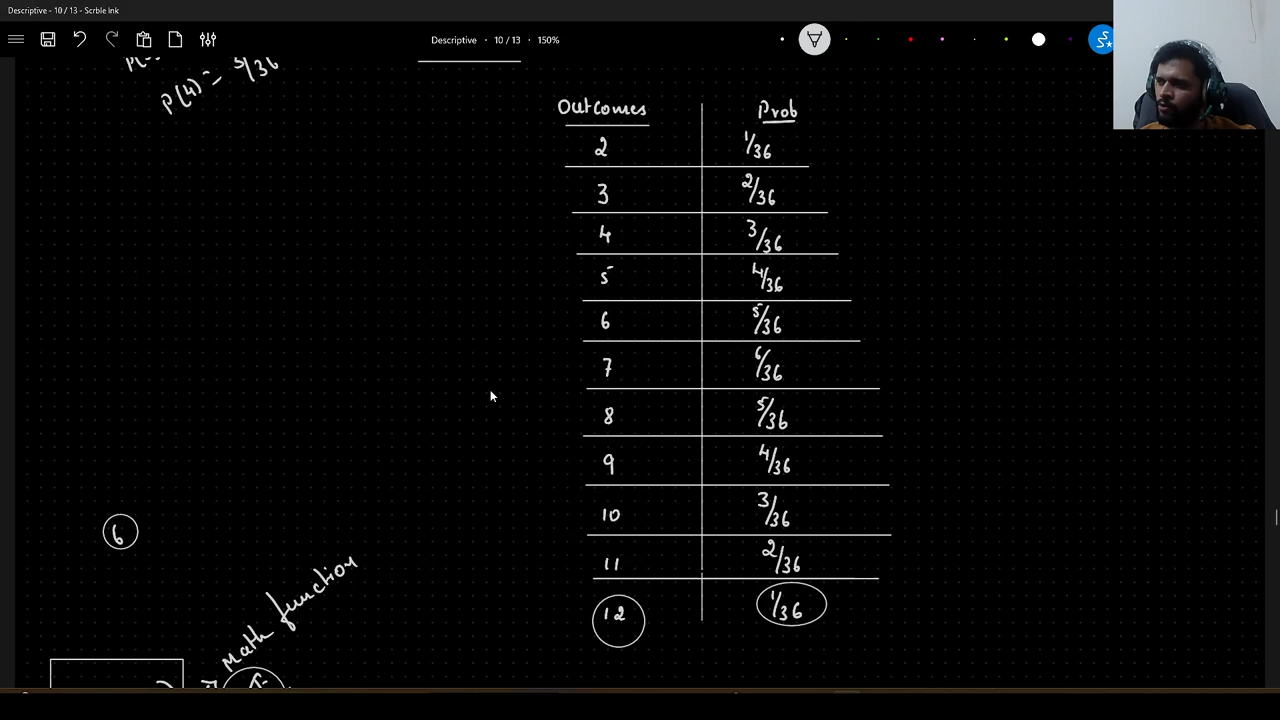 Descriptive - 10 / 13 - Scrble Ink
Descriptive · 10 / 13 · 150%
P(4) = 3/36
Outcomes Prob
2 1/36
3 2/36
4 3/36
5 4/36
6 5/36
7 6/36
8 5/36
9 4/36
10 3/36
11 2/36
12 1/36
6
Math function